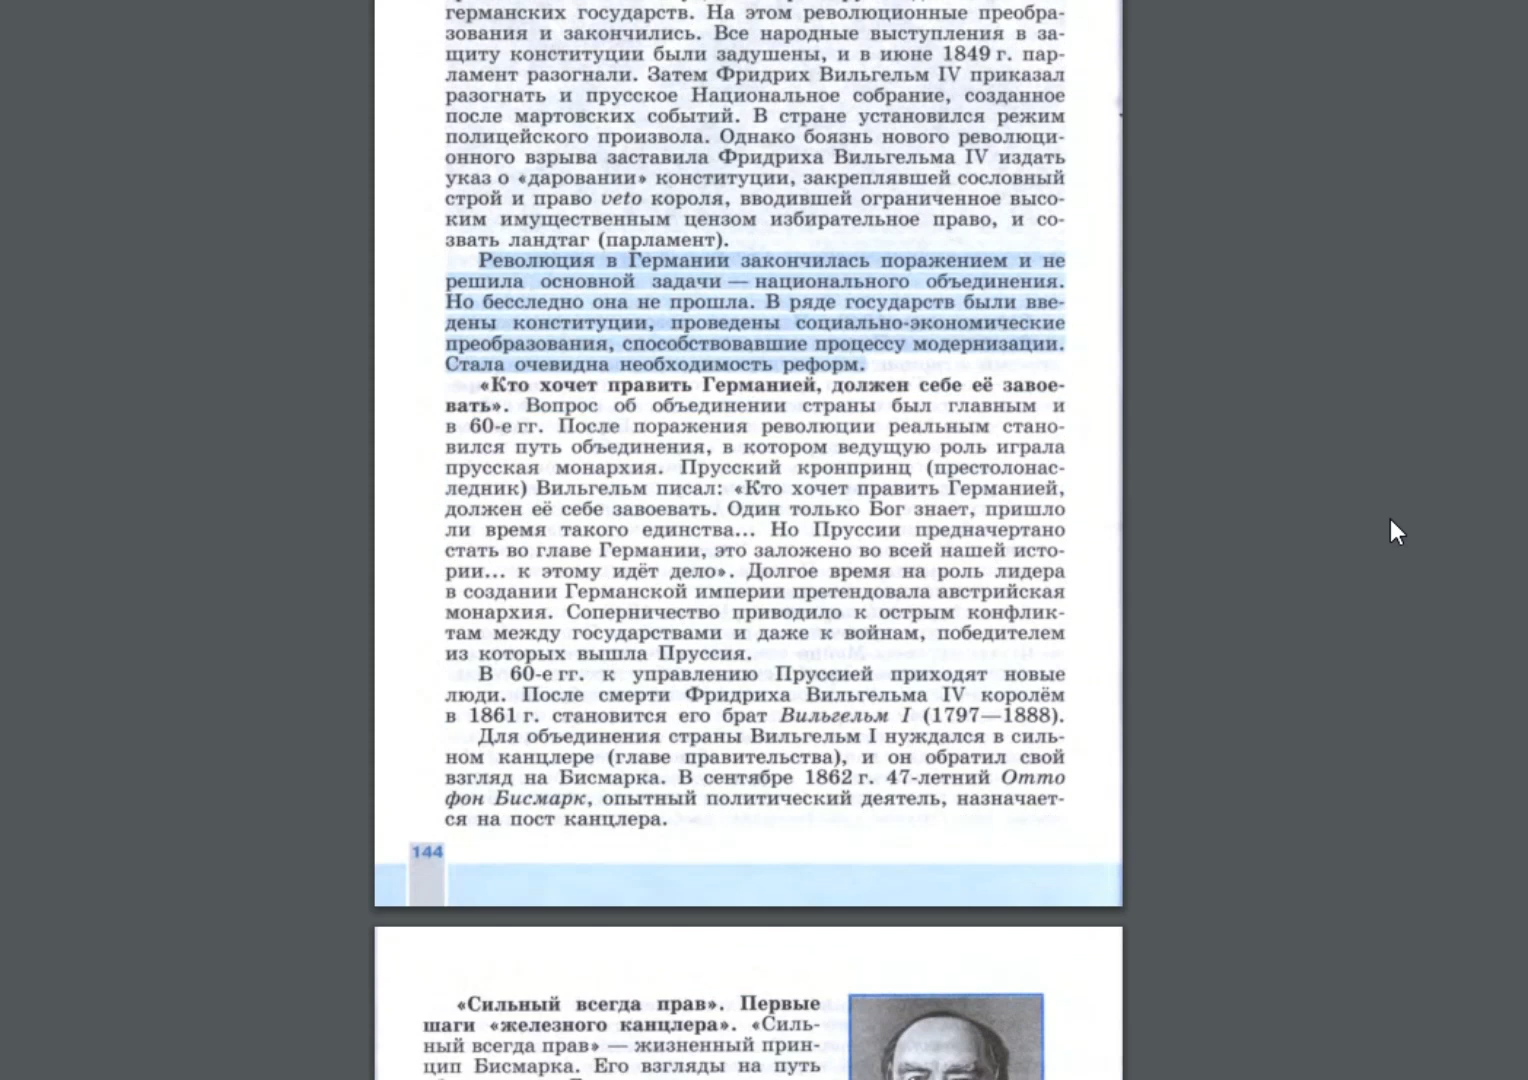 германских государств. На этом революционные преобра-
зования и закончились. Все народные выступления в за-
щиту конституции были задушены, и в июне 1849 г. пар-
ламент разогнали. Затем Фридрих Вильгельм IV приказал
разогнать и прусское Национальное собрание, созданное
после мартовских событий. В стране установился режим
полицейского произвола. Однако боязнь нового революци-
онного взрыва заставила Фридриха Вильгельма IV издать
указ о «даровании» конституции, закреплявшей сословный
строй и право veto короля, вводившей ограниченное высо-
ким имущественным цензом избирательное право, и со-
звать ландтаг (парламент).
Революция в Германии закончилась поражением и не
решила основной задачи — национального объединения.
Но бесследно она не прошла. В ряде государств были вве-
дены конституции, проведены социально-экономические
преобразования, способствовавшие процессу модернизации.
Стала очевидна необходимость реформ.
«Кто хочет править Германией, должен себе её завое-
вать». Вопрос об объединении страны был главным и
в 60-е гг. После поражения революции реальным стано-
вился путь объединения, в котором ведущую роль играла
прусская монархия. Прусский кронпринц (престолонас-
ледник) Вильгельм писал: «Кто хочет править Германией,
должен её себе завоевать. Один только Бог знает, пришло
ли время такого единства... Но Пруссии предначертано
стать во главе Германии, это заложено во всей нашей исто-
рии... к этому идёт дело». Долгое время на роль лидера
в создании Германской империи претендовала австрийская
монархия. Соперничество приводило к острым конфлик-
там между государствами и даже к войнам, победителем
из которых вышла Пруссия.
В 60-е гг. к управлению Пруссией приходят новые
люди. После смерти Фридриха Вильгельма IV королём
в 1861 г. становится его брат Вильгельм I (1797—1888).
Для объединения страны Вильгельм I нуждался в силь-
ном канцлере (главе правительства), и он обратил свой
взгляд на Бисмарка. В сентябре 1862 г. 47-летний Отто
фон Бисмарк, опытный политический деятель, назначает-
ся на пост канцлера.
144
«Сильный всегда прав». Первые
шаги «железного канцлера». «Силь-
ный всегда прав» — жизненный прин-
цип Бисмарка. Его взгляды на путь